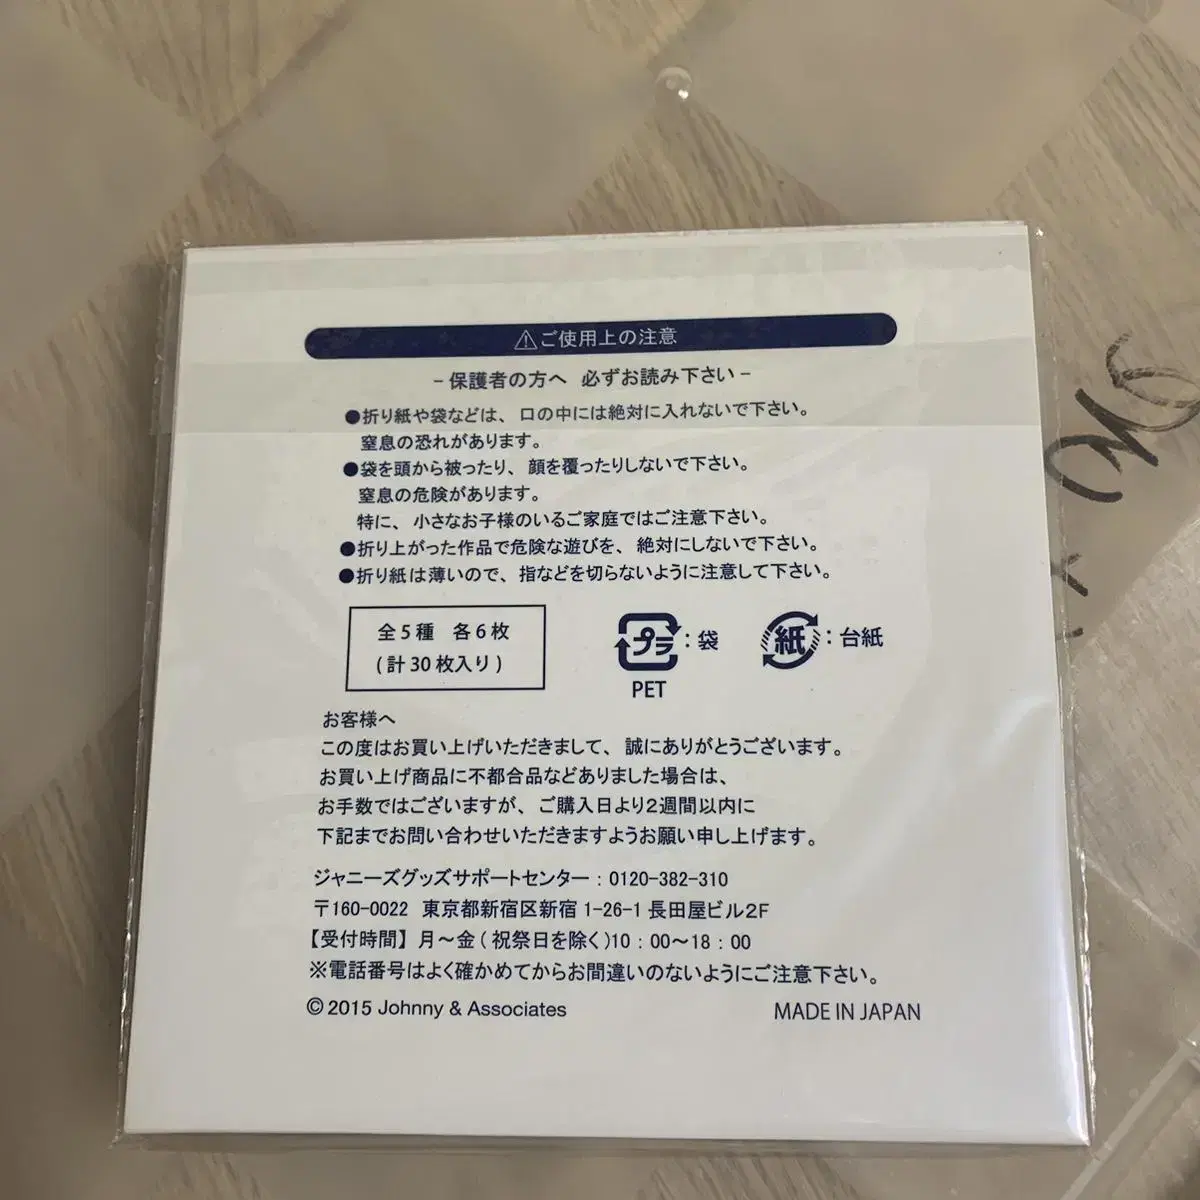 ⚠ご使用上の注意
-保護者の方へ 必ずお読み下さい-
●折り紙や袋などは、口の中には絶対に入れないで下さい。
窒息の恐れがあります。
●袋を頭から被ったり、顔を覆ったりしないで下さい。
窒息の危険があります。
特に、小さなお子様のいるご家庭ではご注意下さい。
●折り上がった作品で危険な遊びを、絶対にしないで下さい。
●折り紙は薄いので、指などを切らないように注意して下さい。
全5種 各6枚
(計30枚入り)
プラ:袋
PET
紙:台紙
お客様へ
この度はお買い上げいただきまして、誠にありがとうございます。
お買い上げ商品に不都合品などありました場合は、
お手数ではございますが、ご購入日より2週間以内に
下記までお問い合わせいただきますようお願い申し上げます。
ジャニーズグッズサポートセンター:0120-382-310
〒160-0022 東京都新宿区新宿1-26-1長田屋ビル2F
【受付時間】月~金(祝祭日を除く)10:00~18:00
※電話番号はよく確かめてからお間違いのないようにご注意下さい。
© 2015 Johnny & Associates
MADE IN JAPAN